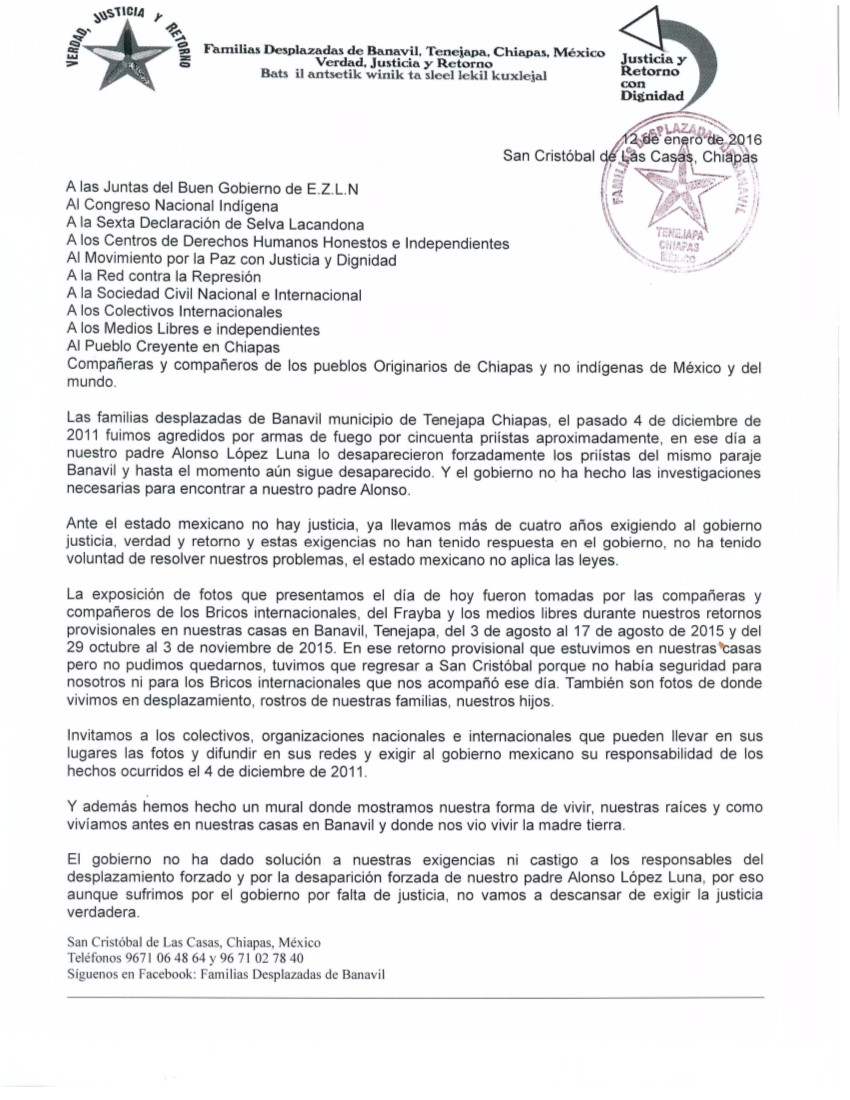 VERDAD, JUSTICIA Y RETORNO
Familias Desplazadas de Banavil, Tenejapa, Chiapas, México
Verdad, Justicia y Retorno
Bats il antsetik winik ta sleel lekil kuxlejal
Justicia y
Retorno
con
Dignidad
12 de enero de 2016
San Cristóbal de Las Casas, Chiapas
FAMILIAS DESPLAZADAS DE BANAVIL
TENEJAPA
CHIAPAS
MÉXICO
A las Juntas del Buen Gobierno de E.Z.L.N
Al Congreso Nacional Indígena
A la Sexta Declaración de Selva Lacandona
A los Centros de Derechos Humanos Honestos e Independientes
Al Movimiento por la Paz con Justicia y Dignidad
A la Red contra la Represión
A la Sociedad Civil Nacional e Internacional
A los Colectivos Internacionales
A los Medios Libres e independientes
Al Pueblo Creyente en Chiapas
Compañeras y compañeros de los pueblos Originarios de Chiapas y no indígenas de México y del
mundo.
Las familias desplazadas de Banavil municipio de Tenejapa Chiapas, el pasado 4 de diciembre de
2011 fuimos agredidos por armas de fuego por cincuenta priístas aproximadamente, en ese día a
nuestro padre Alonso López Luna lo desaparecieron forzadamente los priistas del mismo paraje
Banavil y hasta el momento aún sigue desaparecido. Y el gobierno no ha hecho las investigaciones
necesarias para encontrar a nuestro padre Alonso.
Ante el estado mexicano no hay justicia, ya llevamos más de cuatro años exigiendo al gobierno
justicia, verdad y retorno y estas exigencias no han tenido respuesta en el gobierno, no ha tenido
voluntad de resolver nuestros problemas, el estado mexicano no aplica las leyes.
La exposición de fotos que presentamos el día de hoy fueron tomadas por las compañeras y
compañeros de los Bricos internacionales, del Frayba y los medios libres durante nuestros retornos
provisionales en nuestras casas en Banavil, Tenejapa, del 3 de agosto al 17 de agosto de 2015 y del
29 octubre al 3 de noviembre de 2015. En ese retorno provisional que estuvimos en nuestras casas
pero no pudimos quedarnos, tuvimos que regresar a San Cristóbal porque no había seguridad para
nosotros ni para los Bricos internacionales que nos acompañó ese día. También son fotos de donde
vivimos en desplazamiento, rostros de nuestras familias, nuestros hijos.
Invitamos a los colectivos, organizaciones nacionales e internacionales que pueden llevar en sus
lugares las fotos y difundir en sus redes y exigir al gobierno mexicano su responsabilidad de los
hechos ocurridos el 4 de diciembre de 2011.
Y además hemos hecho un mural donde mostramos nuestra forma de vivir, nuestras raíces y como
vivíamos antes en nuestras casas en Banavil y donde nos vio vivir la madre tierra.
El gobierno no ha dado solución a nuestras exigencias ni castigo a los responsables del
desplazamiento forzado y por la desaparición forzada de nuestro padre Alonso López Luna, por eso
aunque sufrimos por el gobierno por falta de justicia, no vamos a descansar de exigir la justicia
verdadera.
San Cristóbal de Las Casas, Chiapas, México
Teléfonos 9671 06 48 64 y 96 71 02 78 40
Síguenos en Facebook: Familias Desplazadas de Banavil